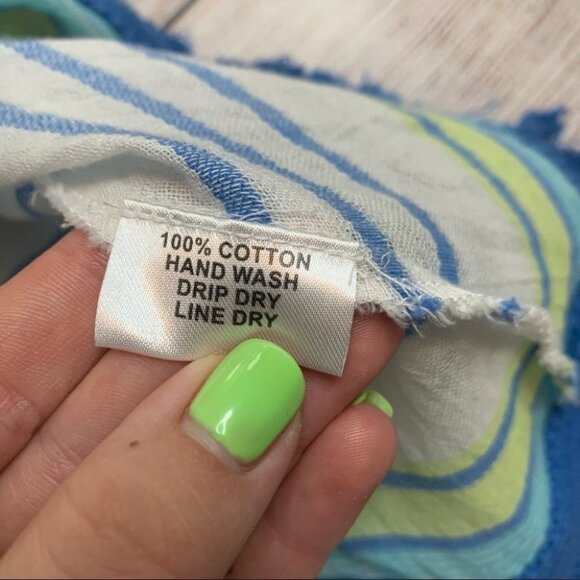 100% COTTON
HAND WASH
DRIP DRY
LINE DRY